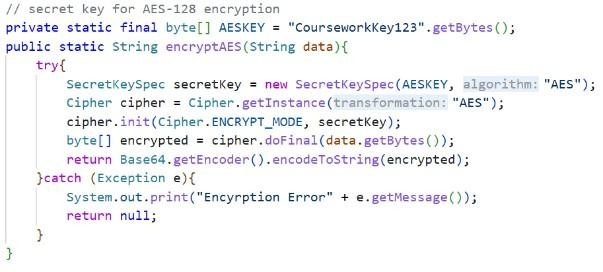 // secret key for AES-128 encryption
private static final byte[] AESKEY = "CourseworkKey123".getBytes();
public static String encryptAES(String data){
try{
SecretKeySpec secretKey = new SecretKeySpec(AESKEY, algorithm: "AES");
Cipher cipher = Cipher.getInstance(transformation: "AES");
cipher.init(Cipher.ENCRYPT_MODE, secretKey);
byte[] encrypted = cipher.doFinal(data.getBytes());
return Base64.getEncoder().encodeToString(encrypted);
}catch (Exception e){
System.out.print("Encyrption Error" + e.getMessage());
return null;
}
}